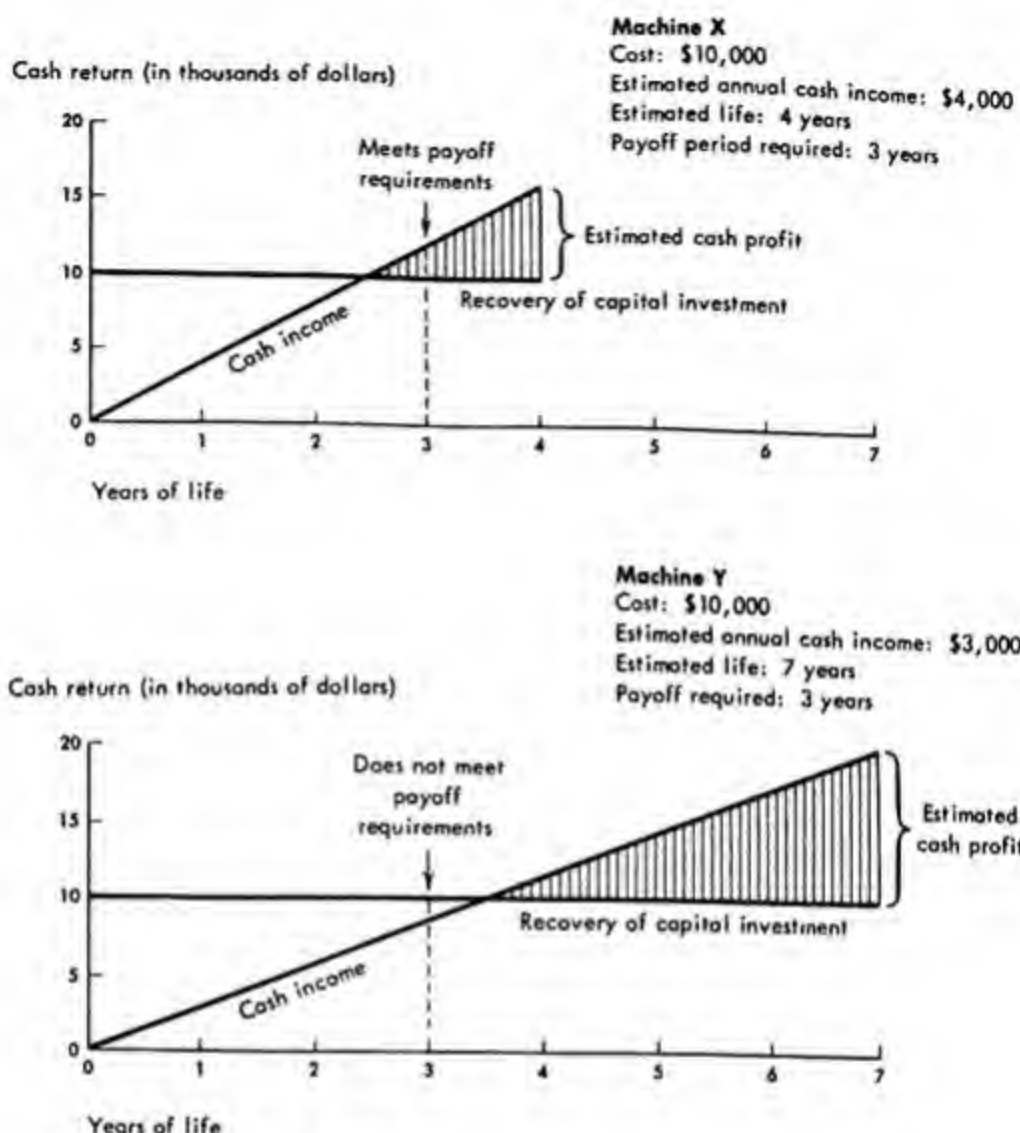 Machine X
Cost: $10,000
Estimated annual cash income: $4,000
Estimated life: 4 years
Payoff period required: 3 years
Cash return (in thousands of dollars)
20
15
10
5
0
Meets payoff
requirements
Estimated cash profit
Recovery of capital investment
Cash income
0 1 2 3 4 5 6 7
Years of life
Machine Y
Cost: $10,000
Estimated annual cash income: $3,000
Estimated life: 7 years
Payoff required: 3 years
Cash return (in thousands of dollars)
20
15
10
5
0
Does not meet
payoff
requirements
Estimated
cash profit
Recovery of capital investment
Cash income
0 1 2 3 4 5 6 7
Years of life